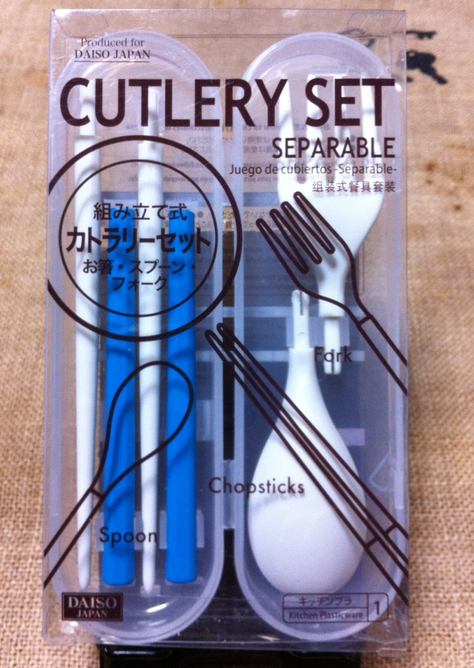 Produced for
DAISO JAPAN
CUTLERY SET
SEPARABLE
Juego de cubiertos -Separable-
组装式餐具套装
組み立て式
カトラリーセット
お箸・スプーン・
フォーク
Fork
Chopsticks
Spoon
DAISO
JAPAN
キッチンプラ
Kitchen Plasticware
1